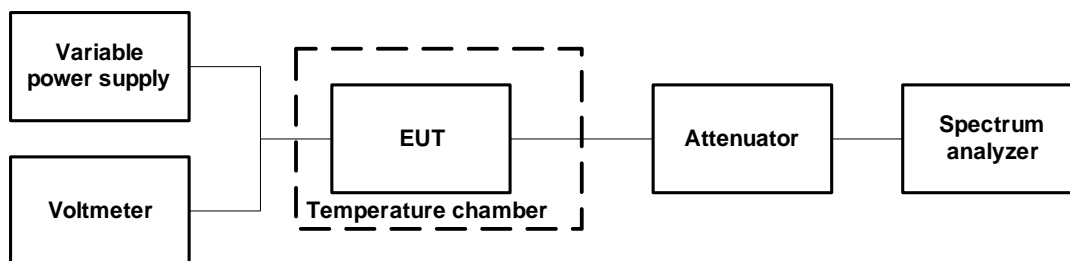 Variable
power supply
Voltmeter
EUT
Temperature chamber
Attenuator
Spectrum
analyzer